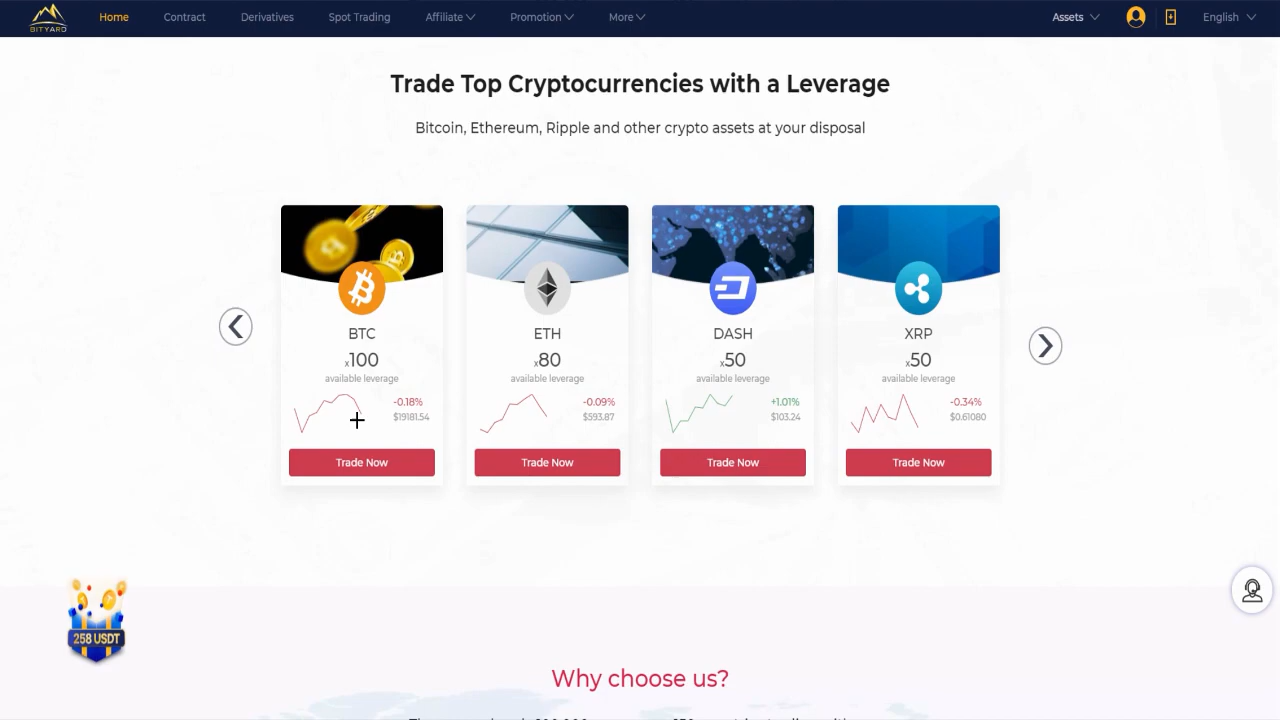 BITYARD
Home
Contract
Derivatives
Spot Trading
Affiliate
Promotion
More
Assets
English
Trade Top Cryptocurrencies with a Leverage
Bitcoin, Ethereum, Ripple and other crypto assets at your disposal
BTC
x100
available leverage
-0.18%
$19181.54
Trade Now
ETH
x80
available leverage
-0.09%
$593.87
Trade Now
DASH
x50
available leverage
+1.01%
$103.24
Trade Now
XRP
x50
available leverage
-0.34%
$0.61080
Trade Now
258 USDT
Why choose us?